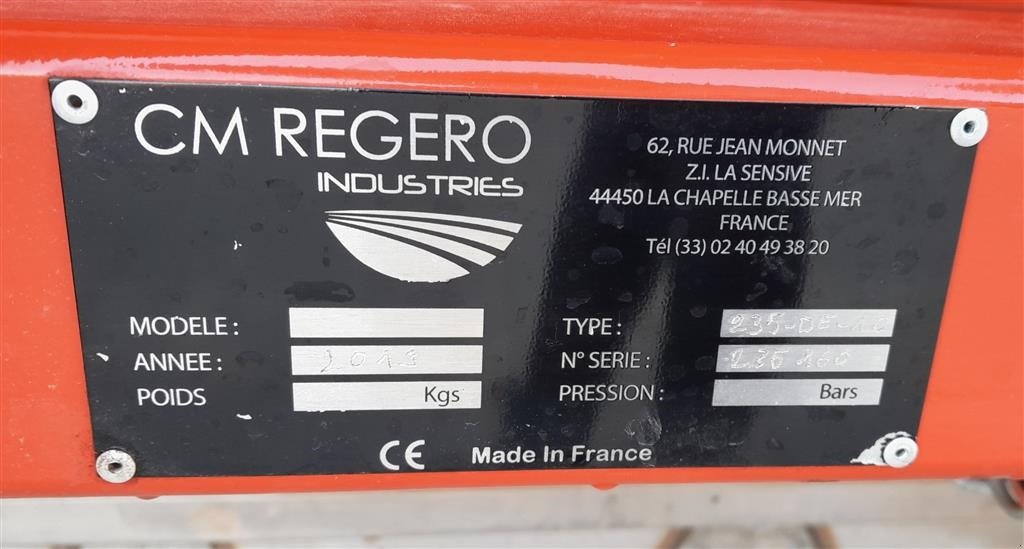 CM REGERO
INDUSTRIES
62, RUE JEAN MONNET
Z.I. LA SENSIVE
44450 LA CHAPELLE BASSE MER
FRANCE
Tél (33) 02 40 49 38 20
MODELE :
ANNEE :
POIDS Kgs
TYPE :
N° SERIE :
PRESSION : Bars
CE Made In France